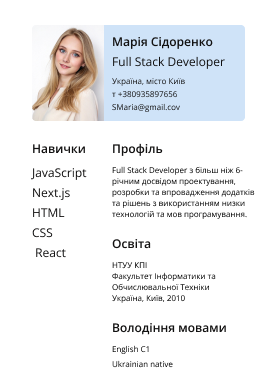 Марія Сідоренко
Full Stack Developer
Україна, місто Київ
т +380935897656
SMaria@gmail.cov
Навички
JavaScript
Next.js
HTML
CSS
React
Профіль
Full Stack Developer з більш ніж 6-
річним досвідом проектування,
розробки та впровадження додатків
та рішень з використанням низки
технологій та мов програмування.
Освіта
НТУУ КПІ
Факультет Інформатики та
Обчислювальної Техніки
Україна, Київ, 2010
Володіння мовами
English C1
Ukrainian native